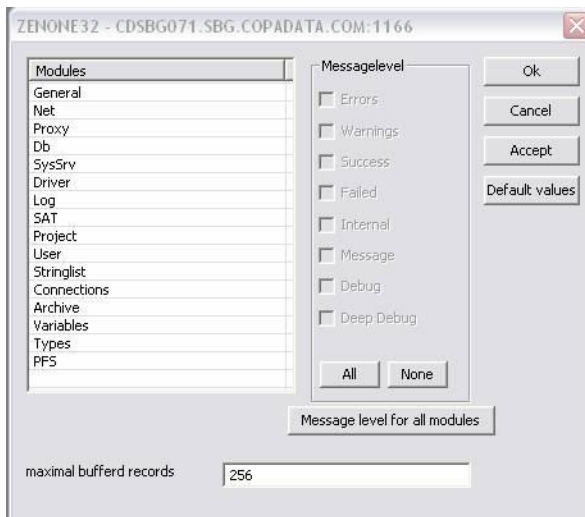 ZENONE32 - CDSBG071.SBG.COPADATA.COM:1166
Modules
General
Net
Proxy
Db
SysSrv
Driver
Log
SAT
Project
User
Stringlist
Connections
Archive
Variables
Types
PFS
Messagelevel
Errors
Warnings
Success
Failed
Internal
Message
Debug
Deep Debug
All
None
Ok
Cancel
Accept
Default values
Message level for all modules
maximal bufferd records
256